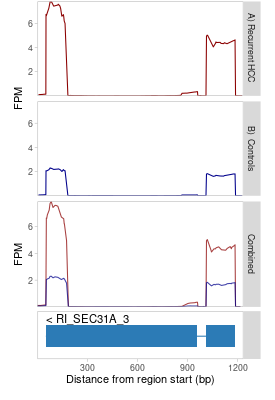 A) Recurrent HCC
6
4
2
FPM
B) Controls
6
4
2
Combined
6
4
2
FPM
< RI_SEC31A_3
300
600
900
1200
Distance from region start (bp)